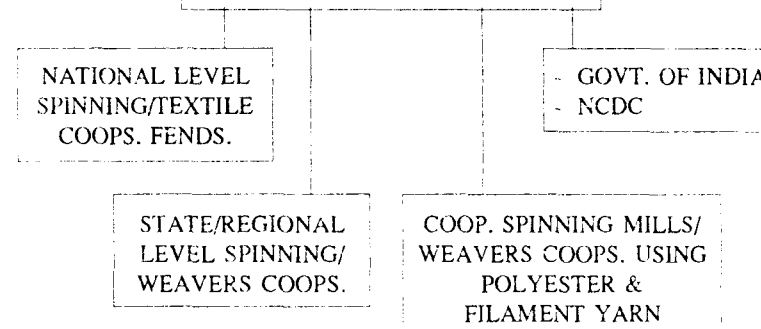 NATIONAL LEVEL
SPINNING/TEXTILE
COOPS. FENDS.
- GOVT. OF INDIA
- NCDC
STATE/REGIONAL
LEVEL SPINNING/
WEAVERS COOPS.
COOP. SPINNING MILLS/
WEAVERS COOPS. USING
POLYESTER &
FILAMENT YARN